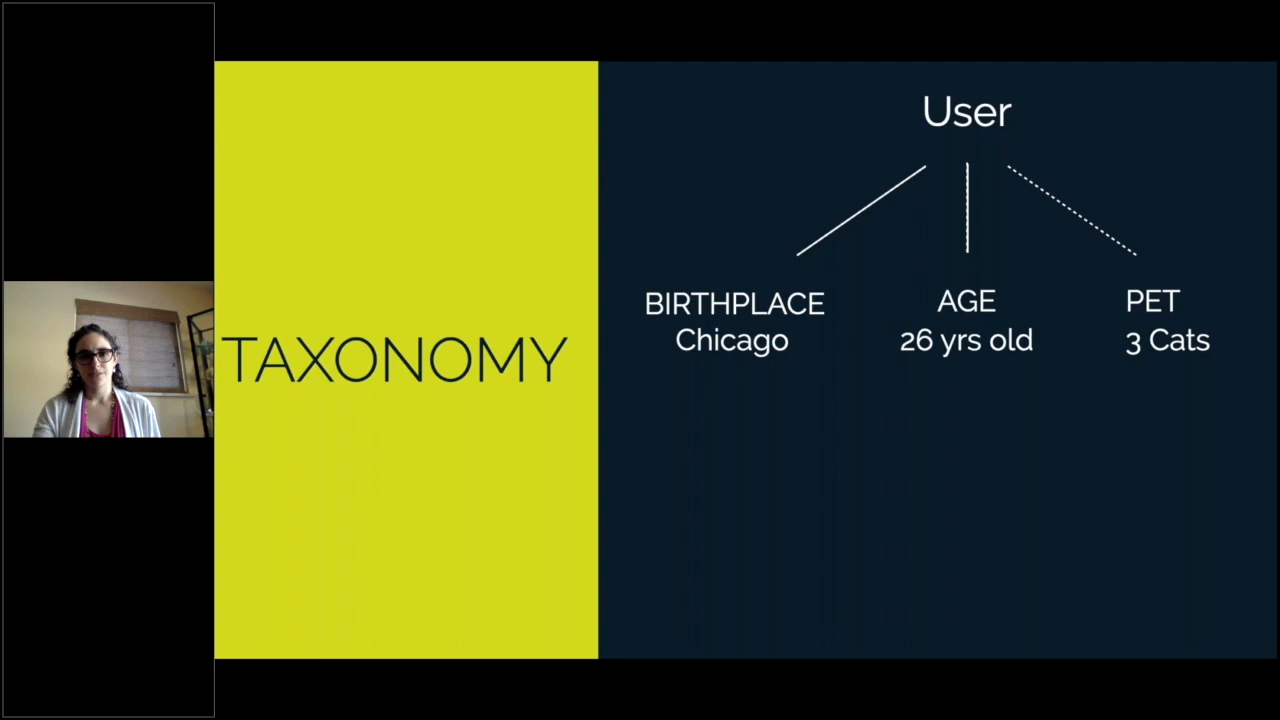 TAXONOMY
User
BIRTHPLACE
Chicago
AGE
26 yrs old
PET
3 Cats